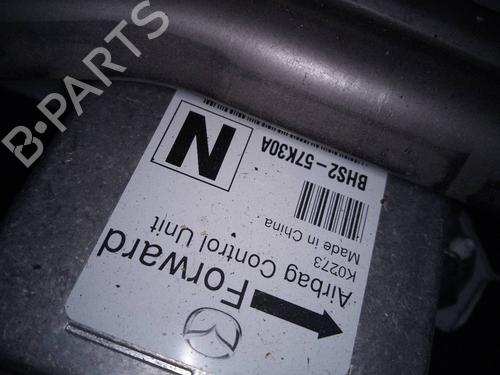 Forward
Airbag Control Unit
K0273
Made in China
BHS2-57K30A
N
B-PARTS